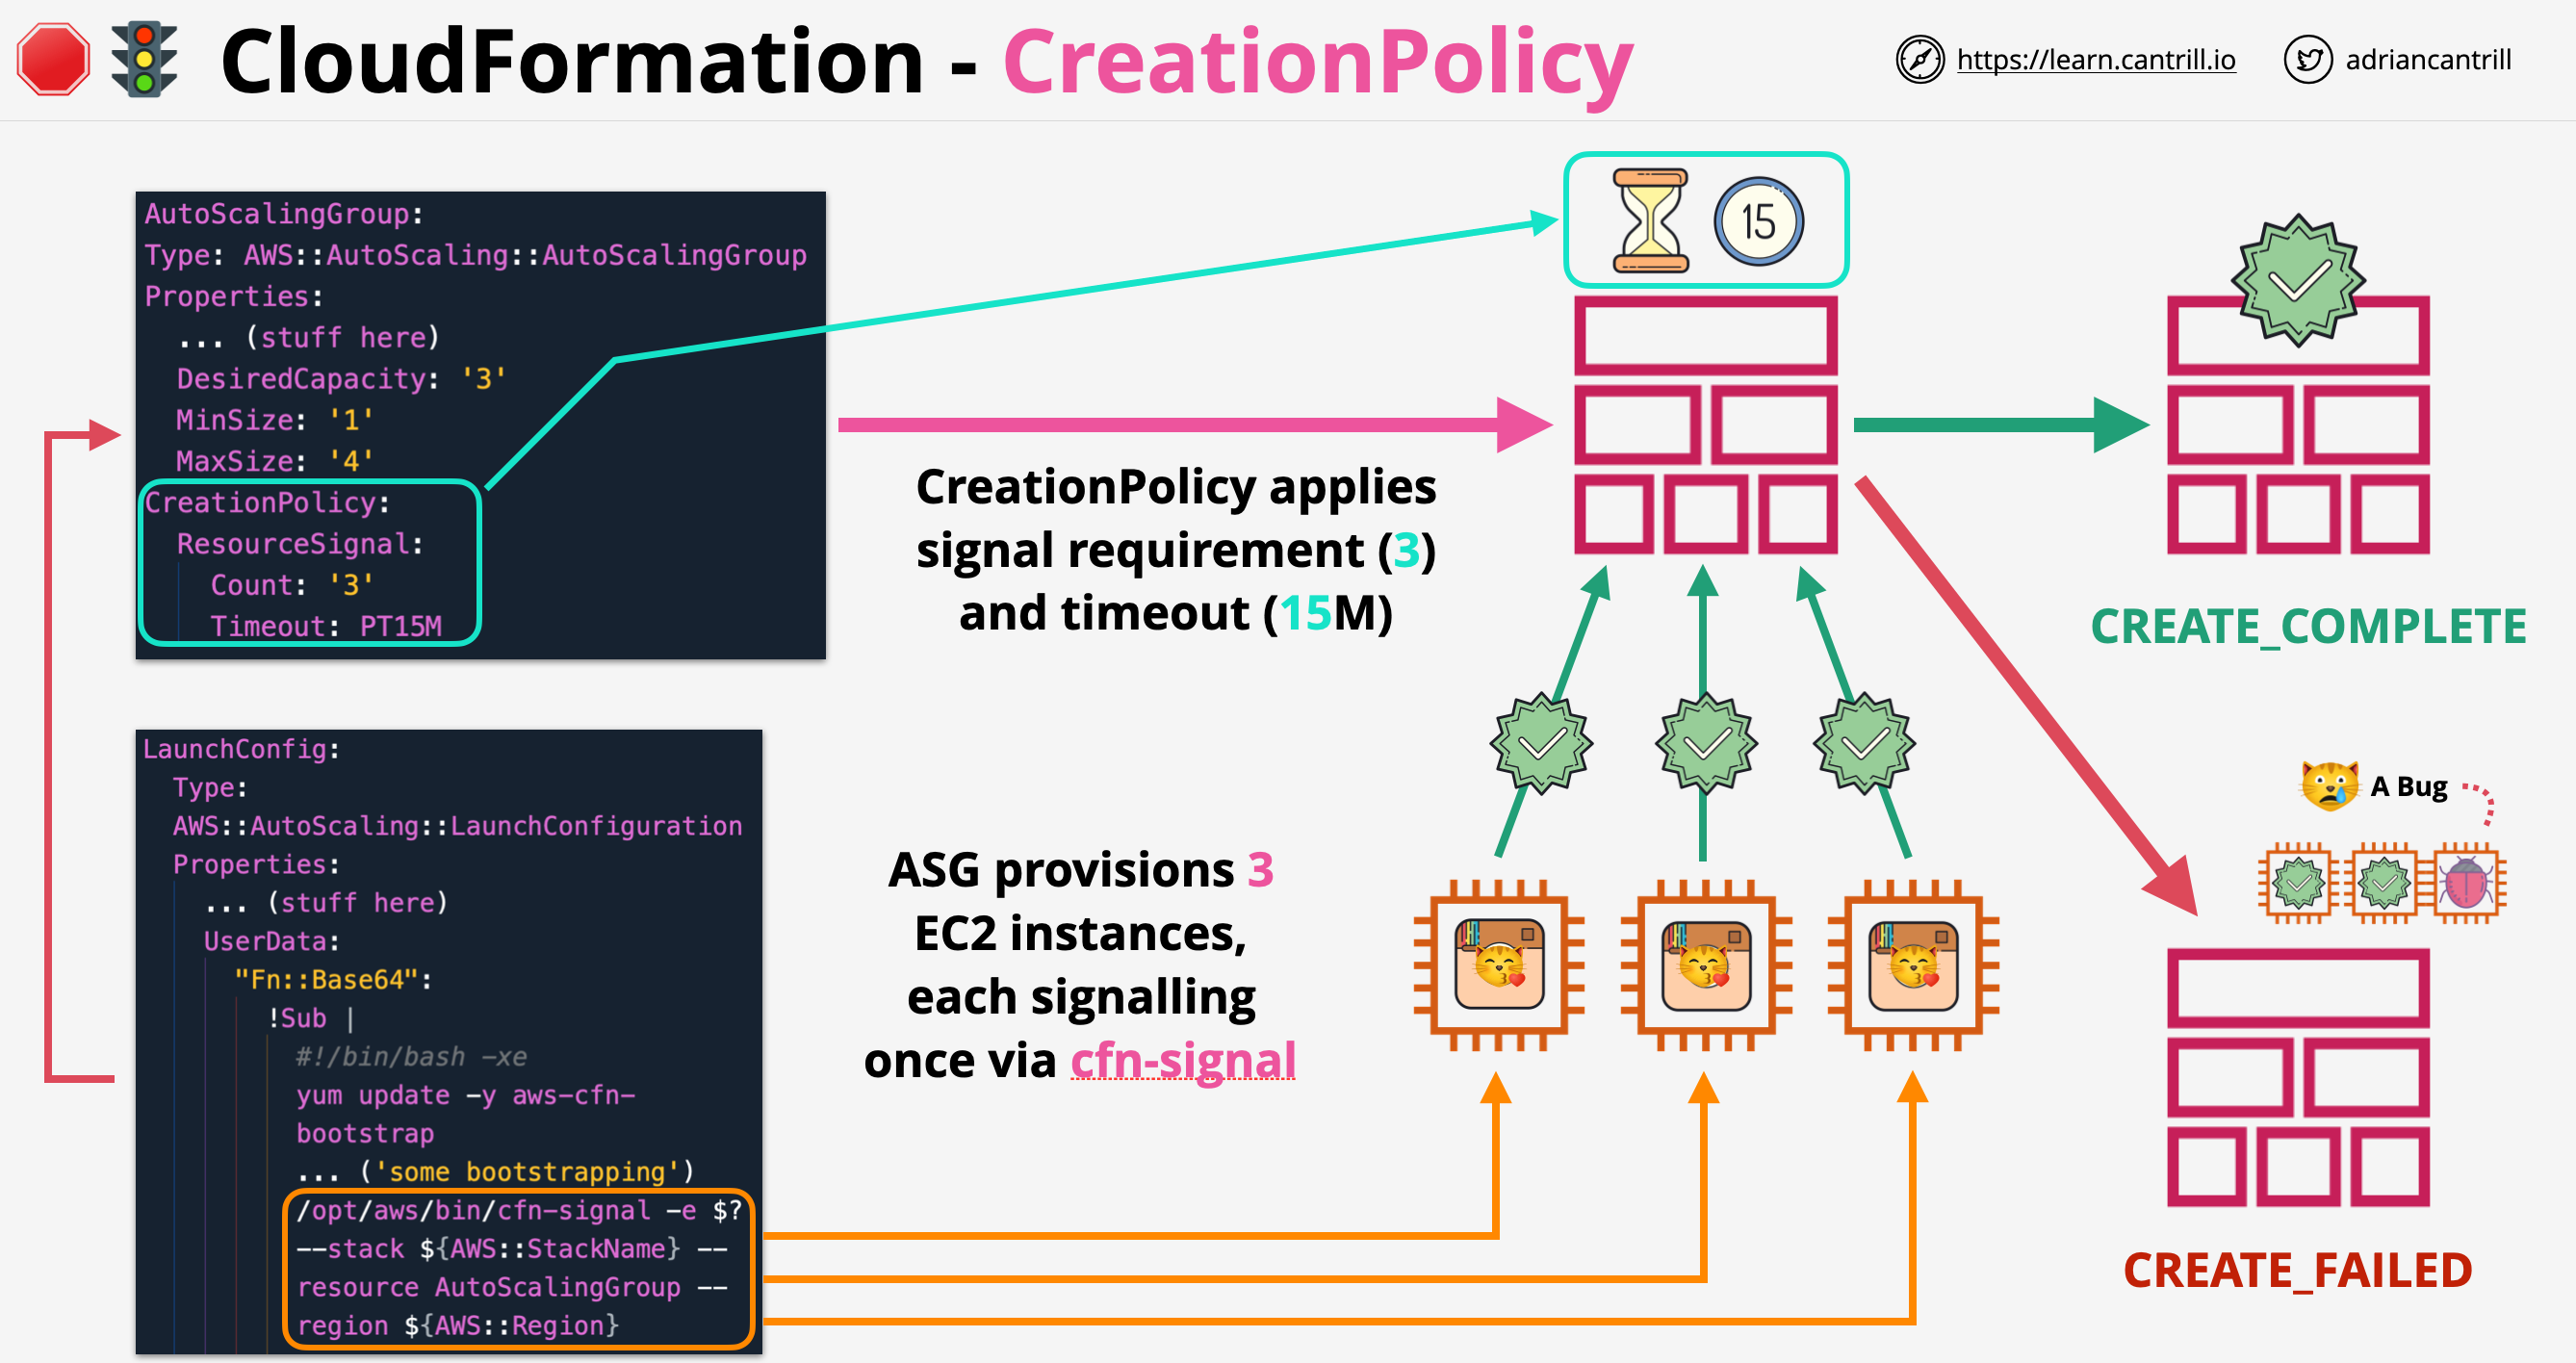 CloudFormation - CreationPolicy
https://learn.cantrill.io
adriancantrill
AutoScalingGroup:
Type: AWS::AutoScaling::AutoScalingGroup
Properties:
... (stuff here)
DesiredCapacity: '3'
MinSize: '1'
MaxSize: '4'
CreationPolicy:
ResourceSignal:
Count: '3'
Timeout: PT15M
15
CreationPolicy applies
signal requirement (3)
and timeout (15M)
CREATE_COMPLETE
LaunchConfig:
Type:
AWS::AutoScaling::LaunchConfiguration
Properties:
... (stuff here)
UserData:
"Fn::Base64":
!Sub |
#!/bin/bash -xe
yum update -y aws-cfn-
bootstrap
... ('some bootstrapping')
/opt/aws/bin/cfn-signal -e $?
--stack ${AWS::StackName} --
resource AutoScalingGroup --
region ${AWS::Region}
ASG provisions 3
EC2 instances,
each signalling
once via cfn-signal
A Bug
CREATE_FAILED